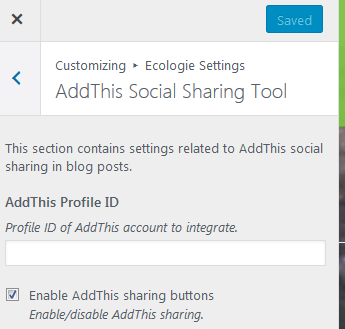 Saved
Customizing ▸ Ecologie Settings
AddThis Social Sharing Tool
This section contains settings related to AddThis social
sharing in blog posts.
AddThis Profile ID
Profile ID of AddThis account to integrate.
Enable AddThis sharing buttons
Enable/disable AddThis sharing.